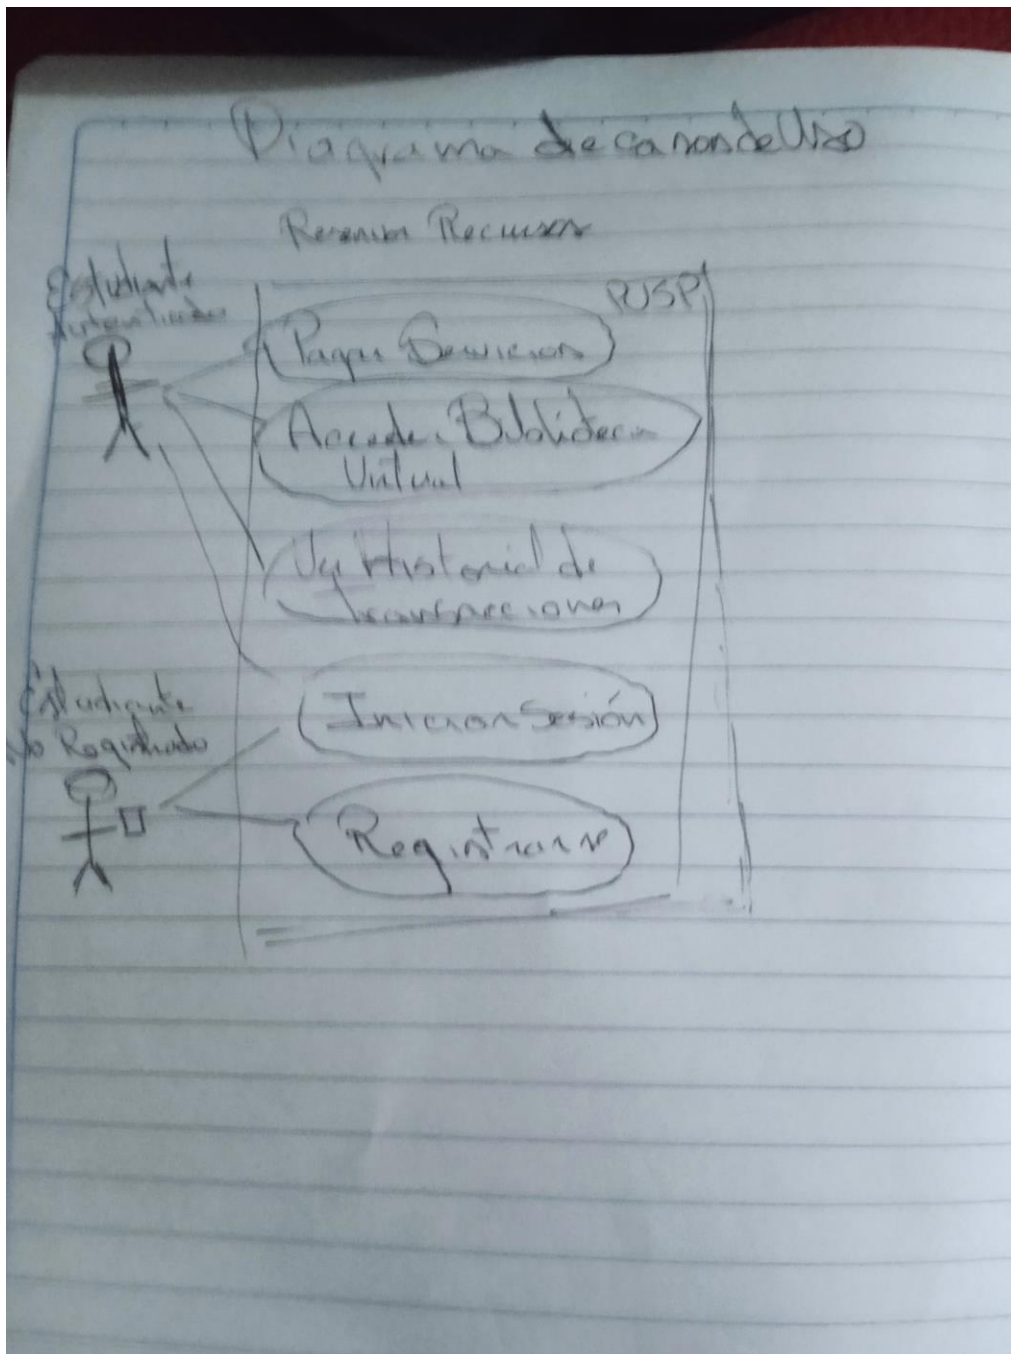 Diagrama de casos de Uso
Reservar Recursos
Estudiante
Autenticado
PUSP
Pagar Servicios
Acceder Biblioteca
Virtual
Ver Historial de
transacciones
Estudiante
No Registrado
Iniciar Sesión
Registrarse